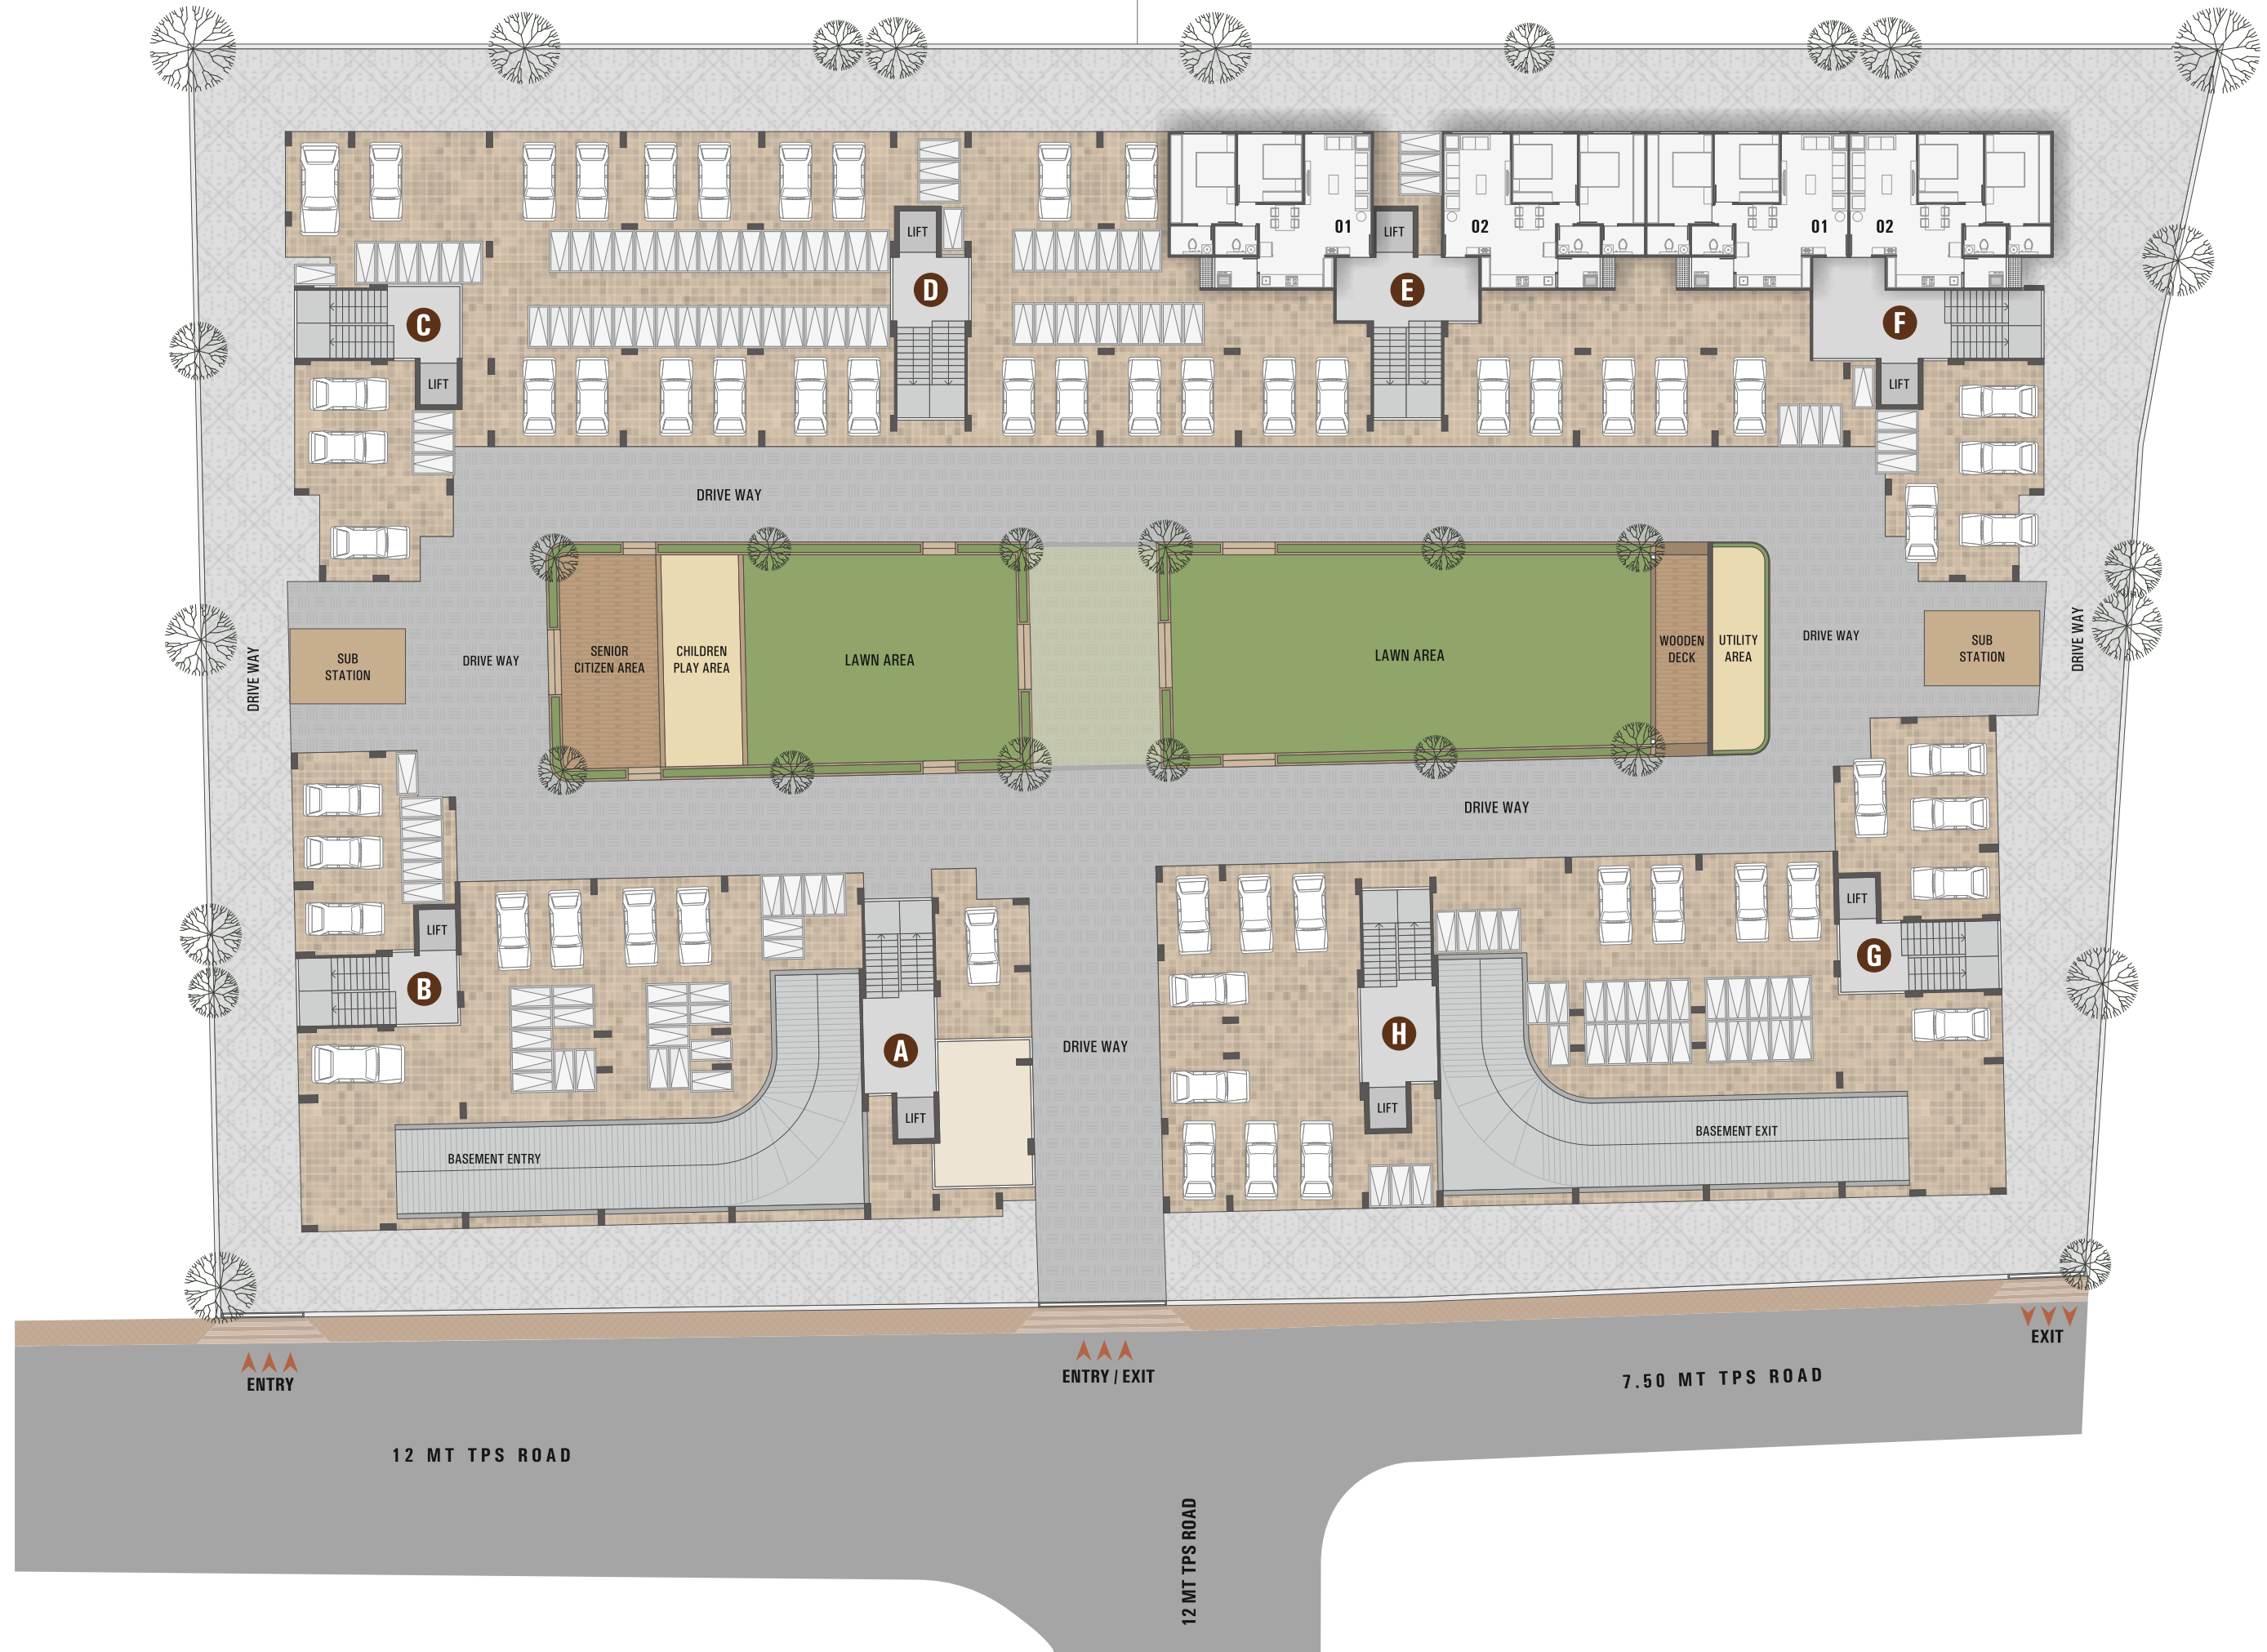 01
LIFT
02
01
02
LIFT
D
E
C
F
LIFT
LIFT
DRIVE WAY
SUB
STATION
DRIVE WAY
DRIVE WAY
SENIOR
CITIZEN AREA
CHILDREN
PLAY AREA
LAWN AREA
LAWN AREA
WOODEN
DECK
UTILITY
AREA
DRIVE WAY
SUB
STATION
DRIVE WAY
DRIVE WAY
LIFT
LIFT
B
G
A
H
DRIVE WAY
LIFT
LIFT
BASEMENT ENTRY
BASEMENT EXIT
ENTRY
ENTRY / EXIT
EXIT
7.50 MT TPS ROAD
12 MT TPS ROAD
12 MT TPS ROAD